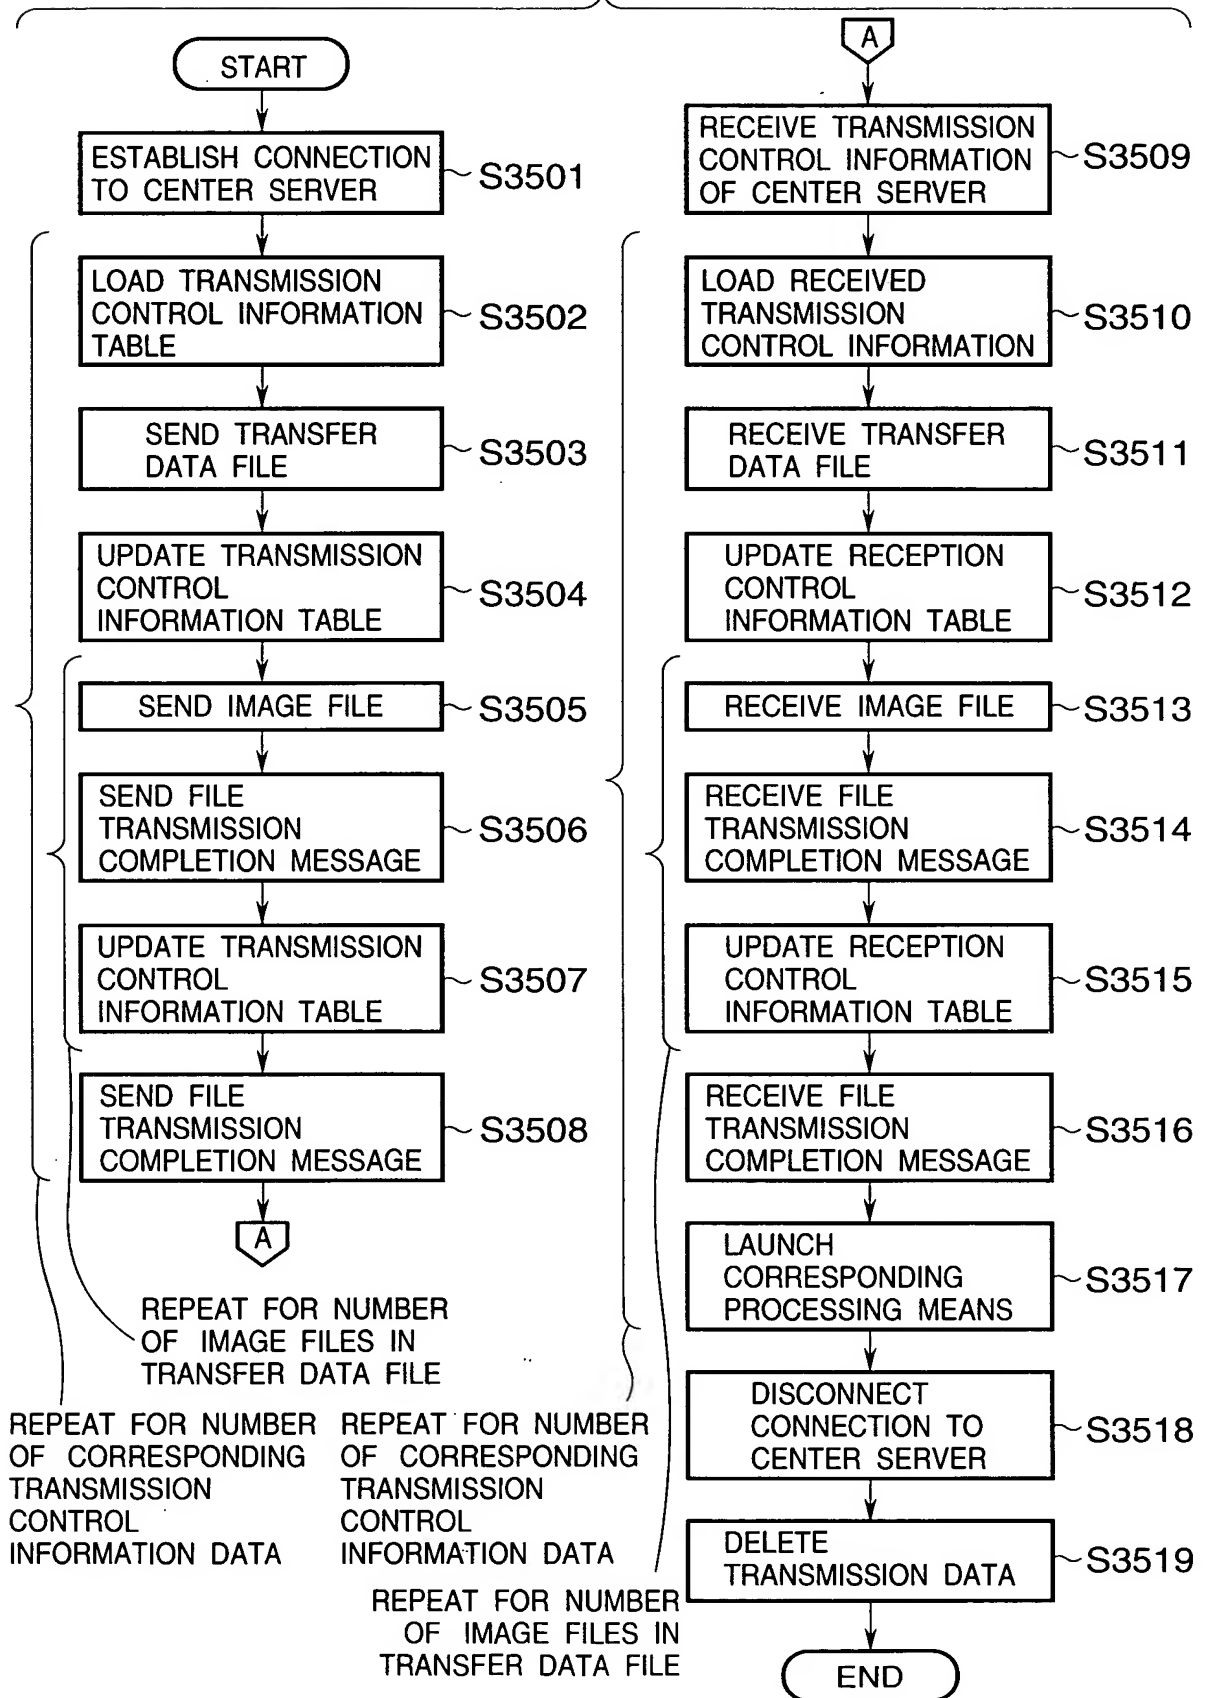 START
ESTABLISH CONNECTION
TO CENTER SERVER
S3501
LOAD TRANSMISSION
CONTROL INFORMATION
TABLE
S3502
SEND TRANSFER
DATA FILE
S3503
UPDATE TRANSMISSION
CONTROL
INFORMATION TABLE
S3504
SEND IMAGE FILE
S3505
SEND FILE
TRANSMISSION
COMPLETION MESSAGE
S3506
UPDATE TRANSMISSION
CONTROL
INFORMATION TABLE
S3507
SEND FILE
TRANSMISSION
COMPLETION MESSAGE
S3508
A
REPEAT FOR NUMBER
OF IMAGE FILES IN
TRANSFER DATA FILE
REPEAT FOR NUMBER
OF CORRESPONDING
TRANSMISSION
CONTROL
INFORMATION DATA
A
RECEIVE TRANSMISSION
CONTROL INFORMATION
OF CENTER SERVER
S3509
LOAD RECEIVED
TRANSMISSION
CONTROL INFORMATION
S3510
RECEIVE TRANSFER
DATA FILE
S3511
UPDATE RECEPTION
CONTROL
INFORMATION TABLE
S3512
RECEIVE IMAGE FILE
S3513
RECEIVE FILE
TRANSMISSION
COMPLETION MESSAGE
S3514
UPDATE RECEPTION
CONTROL
INFORMATION TABLE
S3515
RECEIVE FILE
TRANSMISSION
COMPLETION MESSAGE
S3516
LAUNCH
CORRESPONDING
PROCESSING MEANS
S3517
DISCONNECT
CONNECTION TO
CENTER SERVER
S3518
DELETE
TRANSMISSION DATA
S3519
END
REPEAT FOR NUMBER
OF CORRESPONDING
TRANSMISSION
CONTROL
INFORMATION DATA
REPEAT FOR NUMBER
OF IMAGE FILES IN
TRANSFER DATA FILE